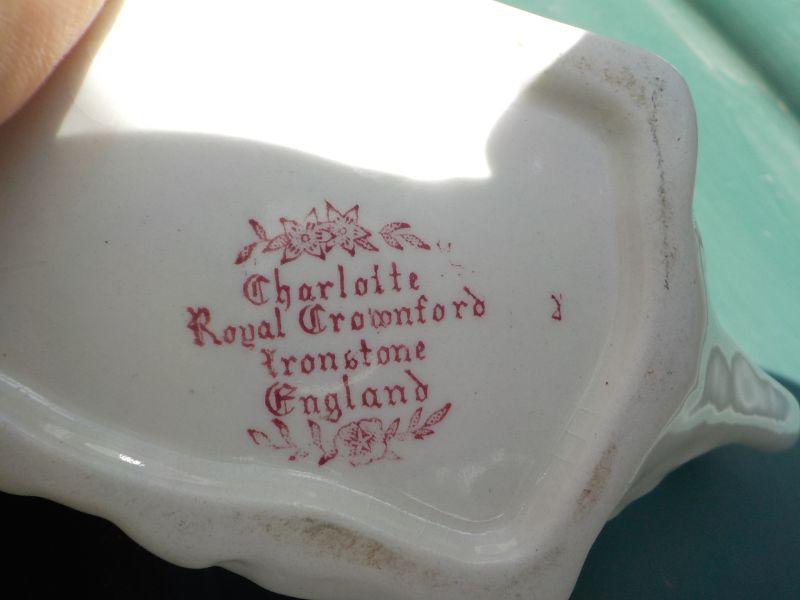 Charlotte
Royal Crownford
Ironstone
England